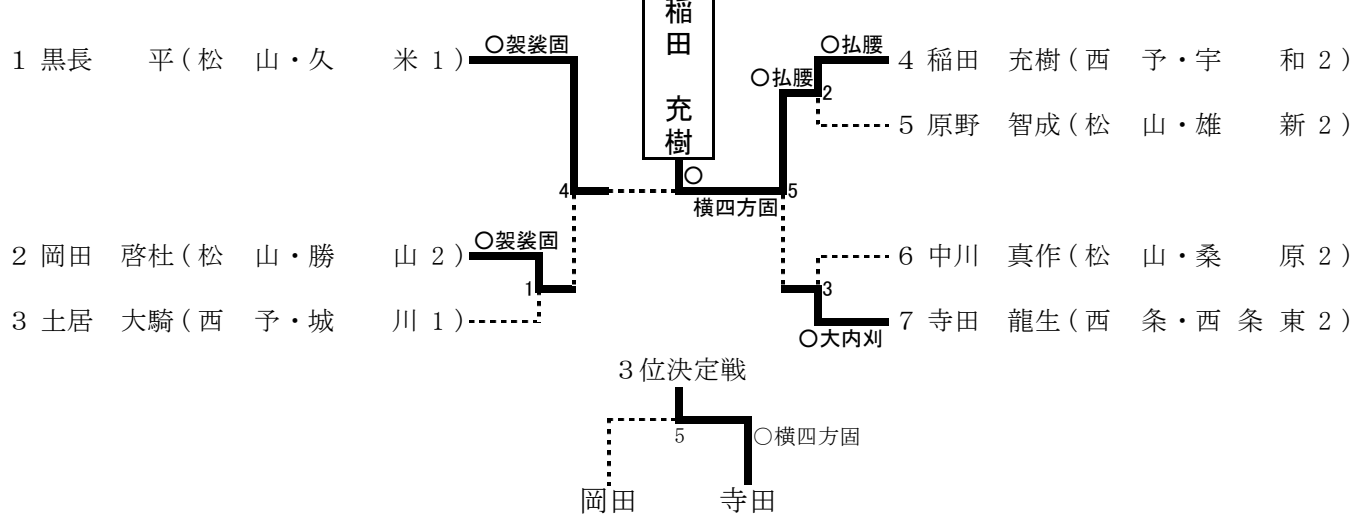 稲田 充樹
1 黒長 平(松 山・久 米 1)
○袈裟固
○払腰
4 稲田 充樹(西 予・宇 和 2)
○払腰
2
5 原野 智成(松 山・雄 新 2)
○
4
横四方固
5
2 岡田 啓杜(松 山・勝 山 2)
○袈裟固
1
3 土居 大騎(西 予・城 川 1)
6 中川 真作(松 山・桑 原 2)
3
7 寺田 龍生(西 条・西 条 東 2)
○大内刈
3位決定戦
5
○横四方固
岡田 寺田